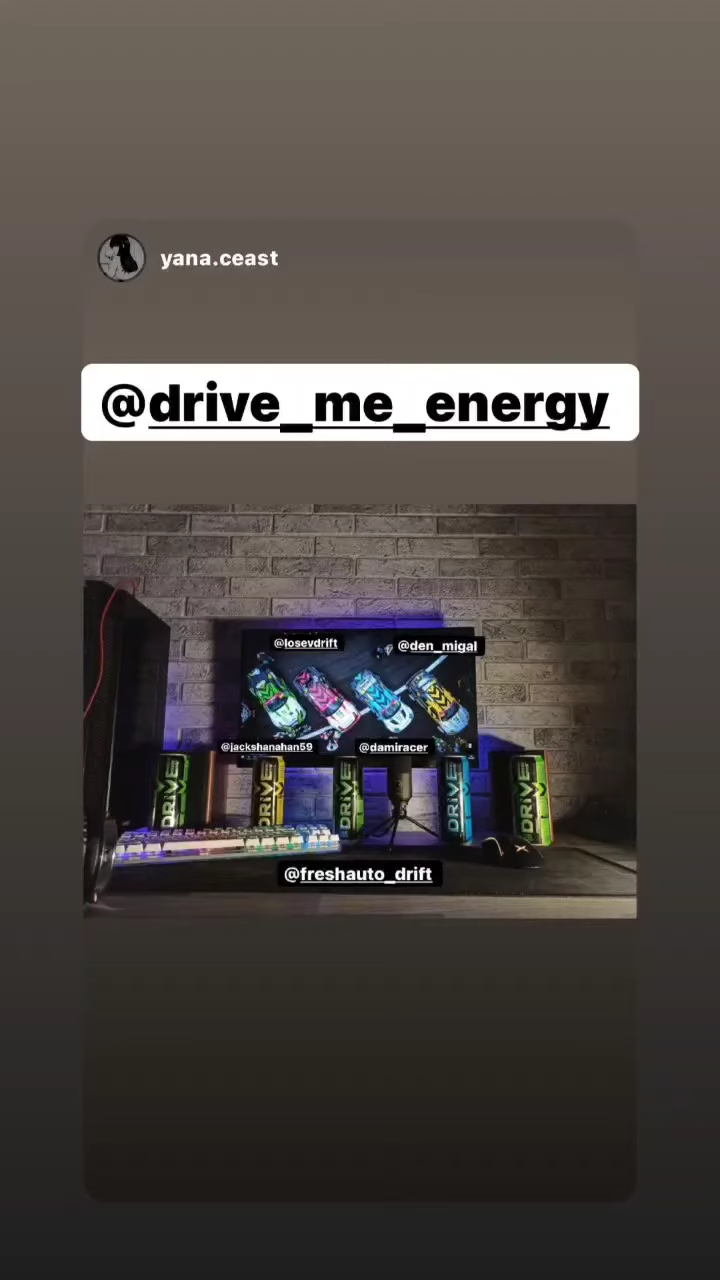 yana.ceast
@drive_me_energy
@losevdrift
@den_migal
@jackshanahan59
@damiracer
DRIVE
DRIVE
DRIVE
DRIVE
DRIVE
@freshauto_drift